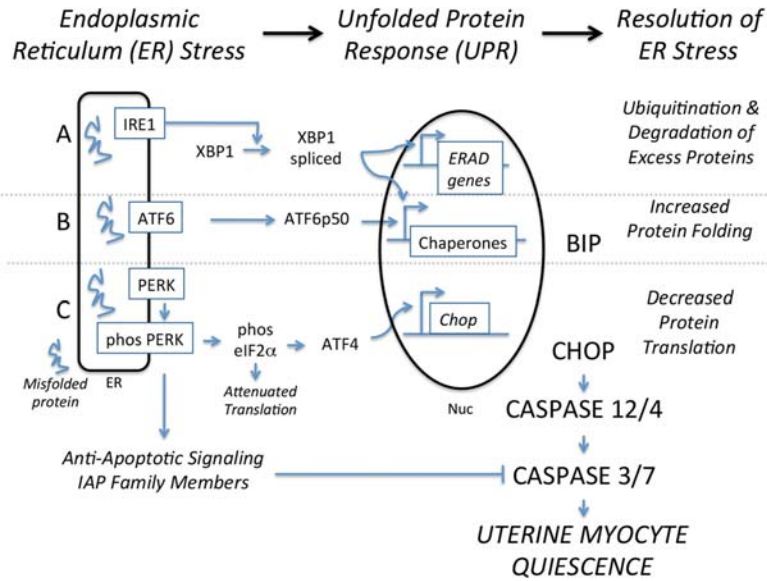 Endoplasmic
Reticulum (ER) Stress
Unfolded Protein
Response (UPR)
Resolution of
ER Stress
A
IRE1
XBP1
XBP1
spliced
ERAD
genes
Ubiquitination &
Degradation of
Excess Proteins
B
ATF6
ATF6p50
Chaperones
BIP
Increased
Protein Folding
C
PERK
phos PERK
phos
eIF2α
ATF4
Chop
Decreased
Protein
Translation
Misfolded
protein
ER
Attenuated
Translation
Nuc
CHOP
CASPASE 12/4
Anti-Apoptotic Signaling
IAP Family Members
CASPASE 3/7
UTERINE MYOCYTE
QUIESCENCE